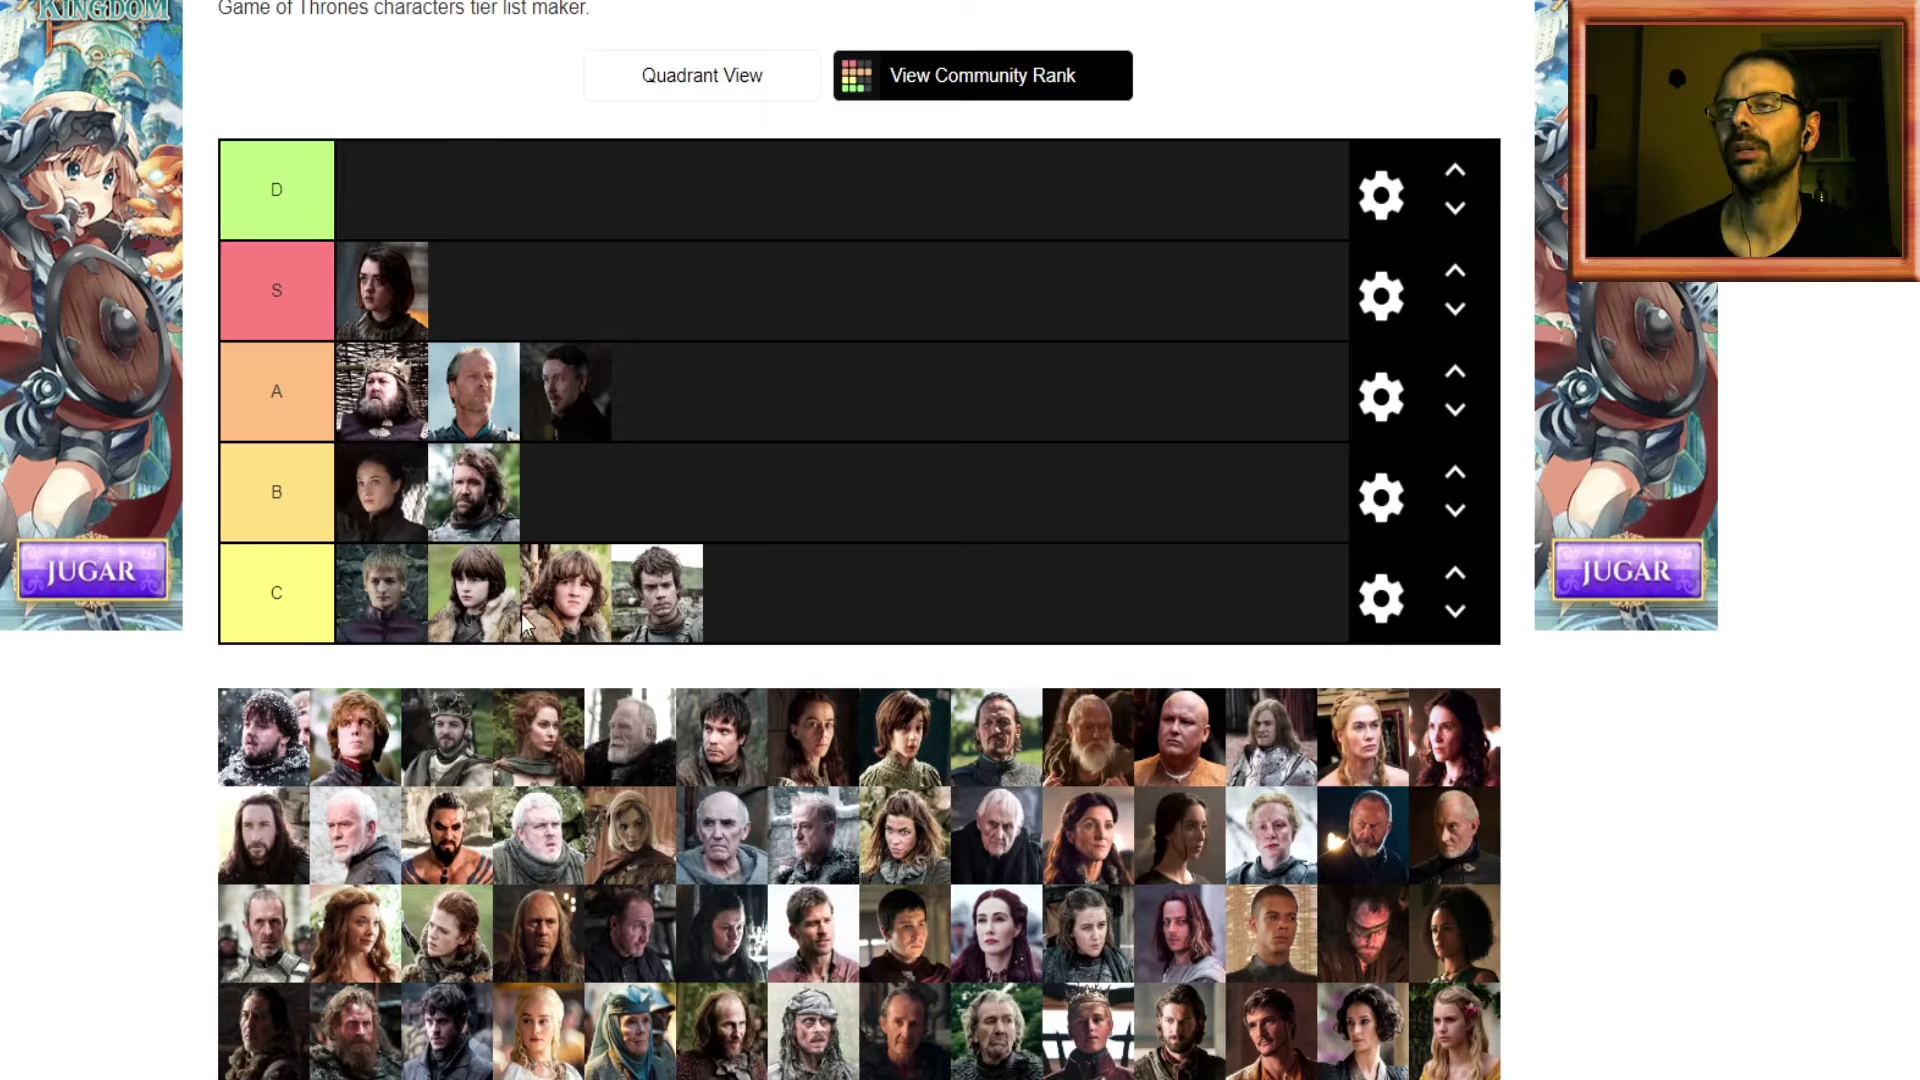 KINGDOM
Game of Thrones characters tier list maker.
Quadrant View
View Community Rank
D
S
A
B
C
JUGAR
JUGAR